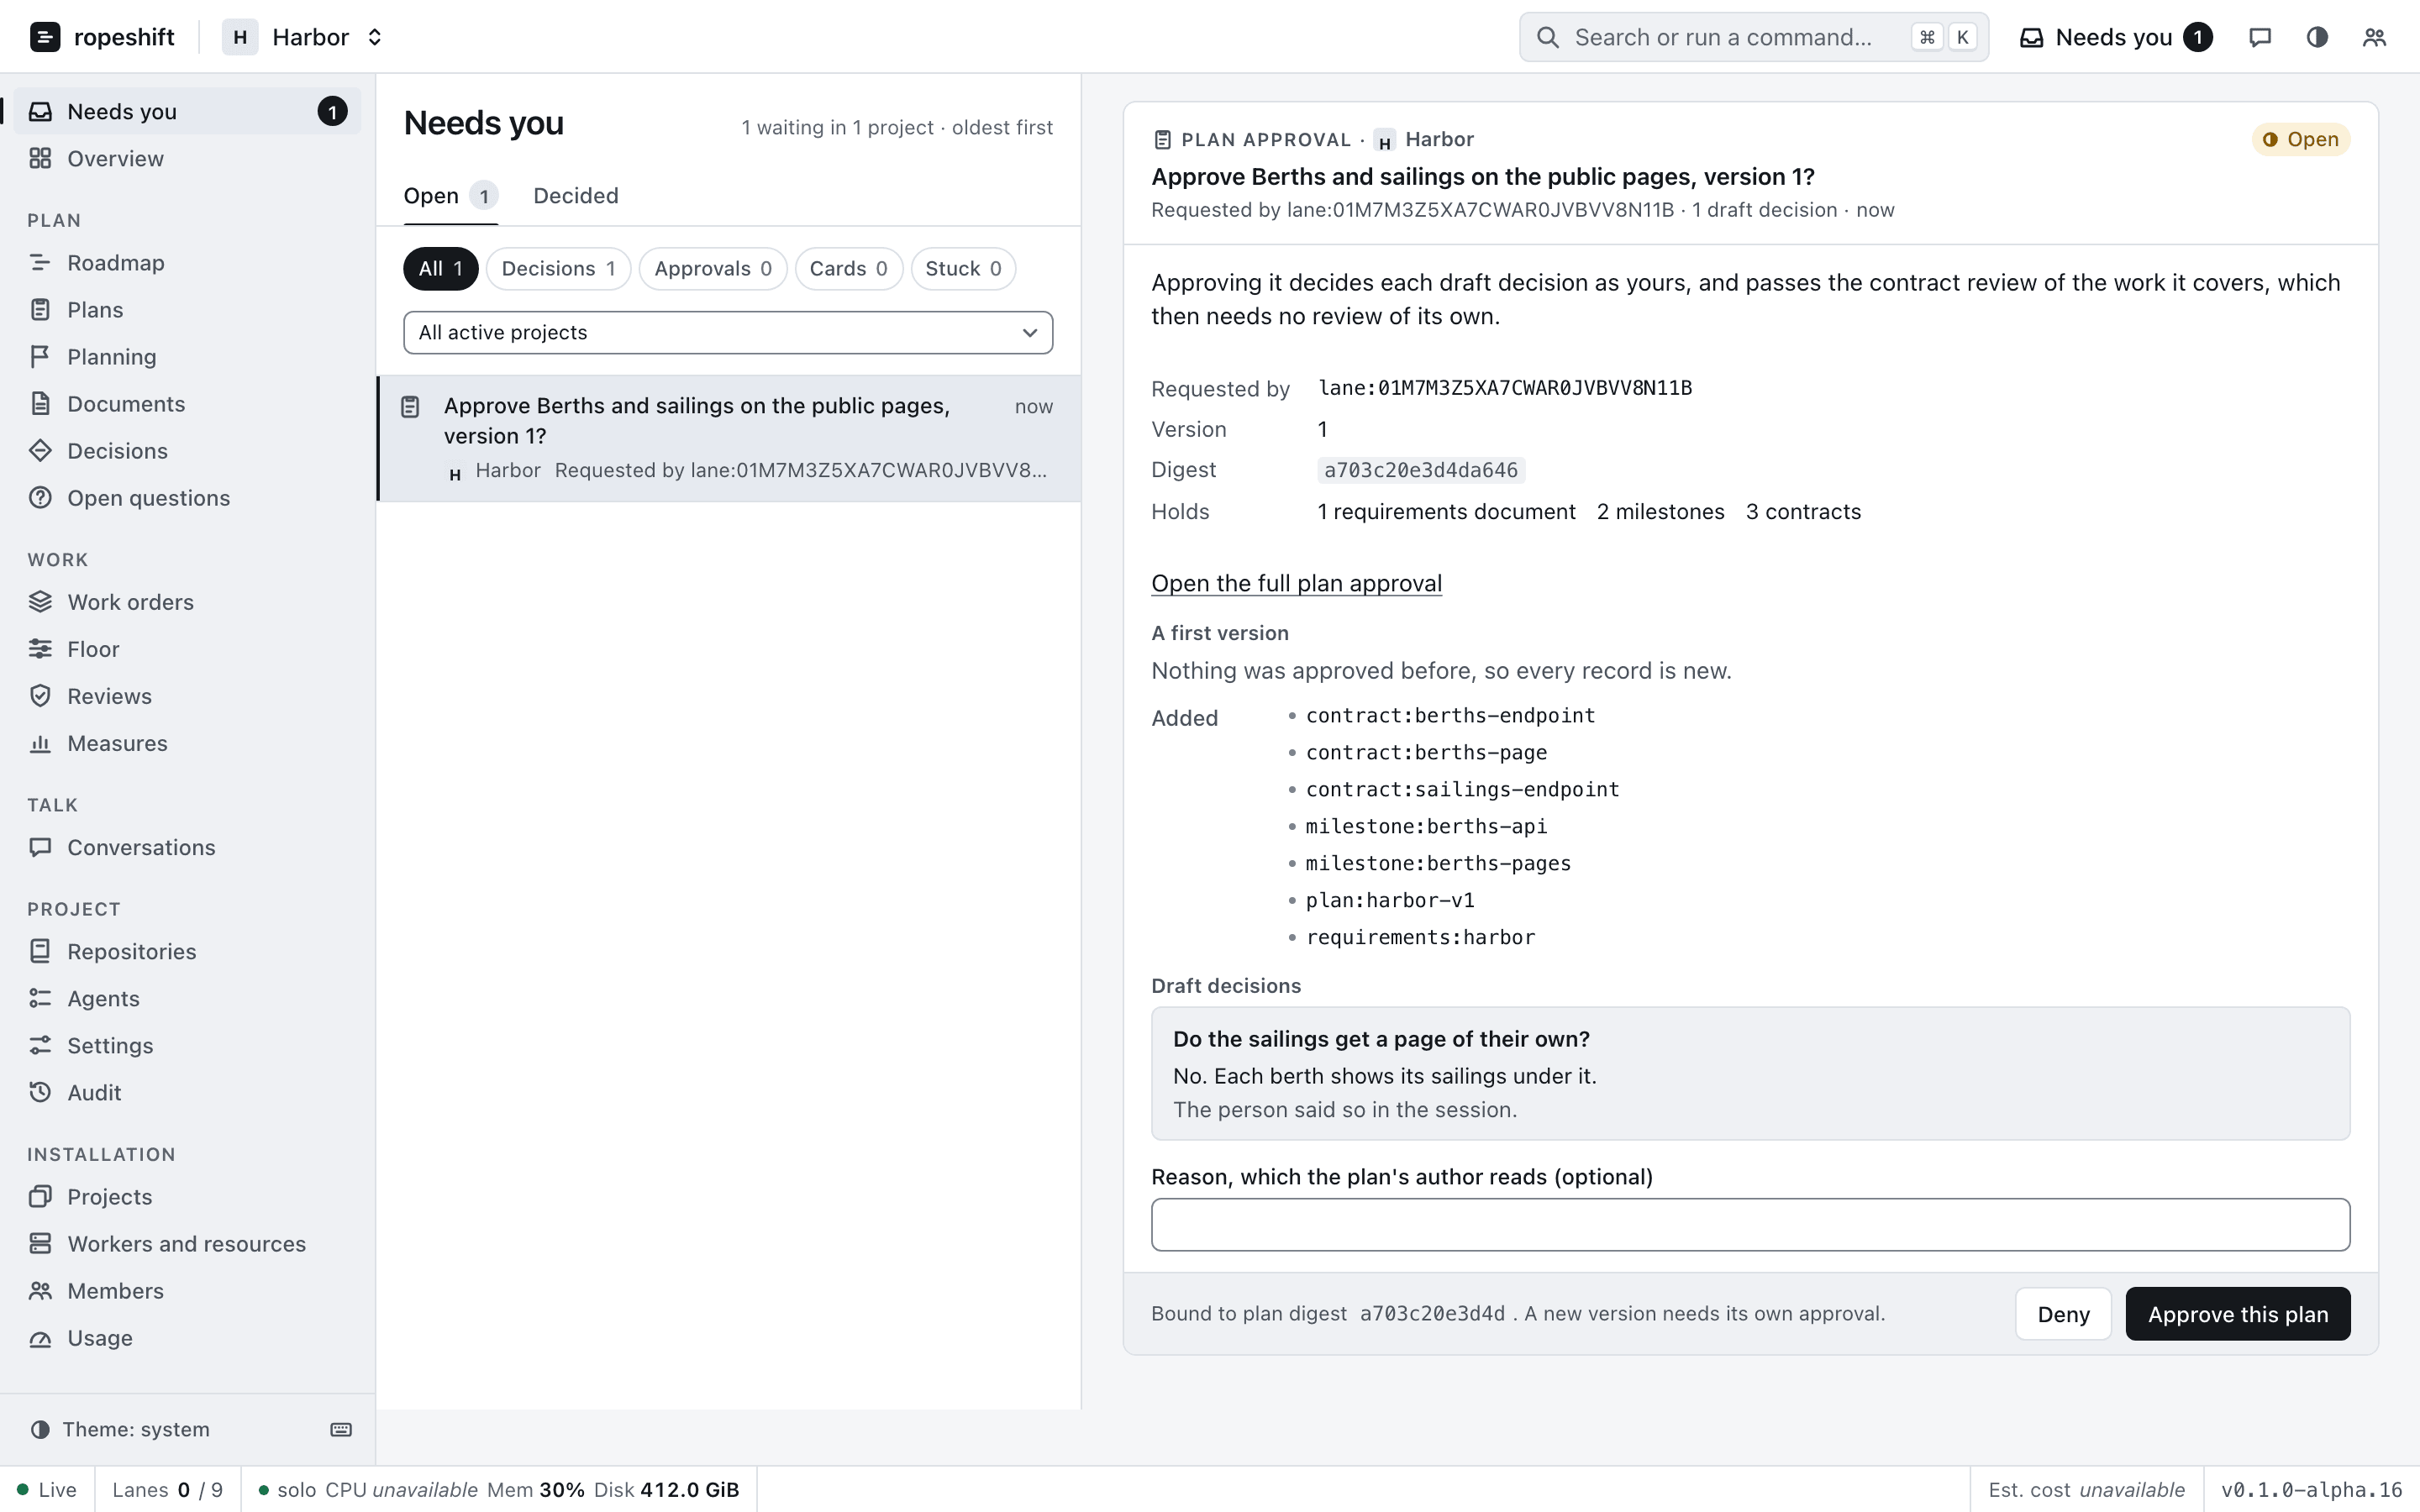 ropeshift
H Harbor
Search or run a command... ⌘ K
Needs you 1
Needs you 1
Overview
PLAN
Roadmap
Plans
Planning
Documents
Decisions
Open questions
WORK
Work orders
Floor
Reviews
Measures
TALK
Conversations
PROJECT
Repositories
Agents
Settings
Audit
INSTALLATION
Projects
Workers and resources
Members
Usage
Theme: system
Needs you
1 waiting in 1 project · oldest first
Open 1 Decided
All 1 Decisions 1 Approvals 0 Cards 0 Stuck 0
All active projects
Approve Berths and sailings on the public pages, now
version 1?
H Harbor Requested by lane:01M7M3Z5XA7CWAR0JVBVV8...
PLAN APPROVAL · H Harbor
Open
Approve Berths and sailings on the public pages, version 1?
Requested by lane:01M7M3Z5XA7CWAR0JVBVV8N11B · 1 draft decision · now
Approving it decides each draft decision as yours, and passes the contract review of the work it covers, which
then needs no review of its own.
Requested by lane:01M7M3Z5XA7CWAR0JVBVV8N11B
Version 1
Digest a703c20e3d4da646
Holds 1 requirements document 2 milestones 3 contracts
Open the full plan approval
A first version
Nothing was approved before, so every record is new.
Added • contract:berths-endpoint
• contract:berths-page
• contract:sailings-endpoint
• milestone:berths-api
• milestone:berths-pages
• plan:harbor-v1
• requirements:harbor
Draft decisions
Do the sailings get a page of their own?
No. Each berth shows its sailings under it.
The person said so in the session.
Reason, which the plan's author reads (optional)
Bound to plan digest a703c20e3d4d . A new version needs its own approval.
Deny
Approve this plan
Live
Lanes 0 / 9
solo CPU unavailable Mem 30% Disk 412.0 GiB
Est. cost unavailable
v0.1.0-alpha.16